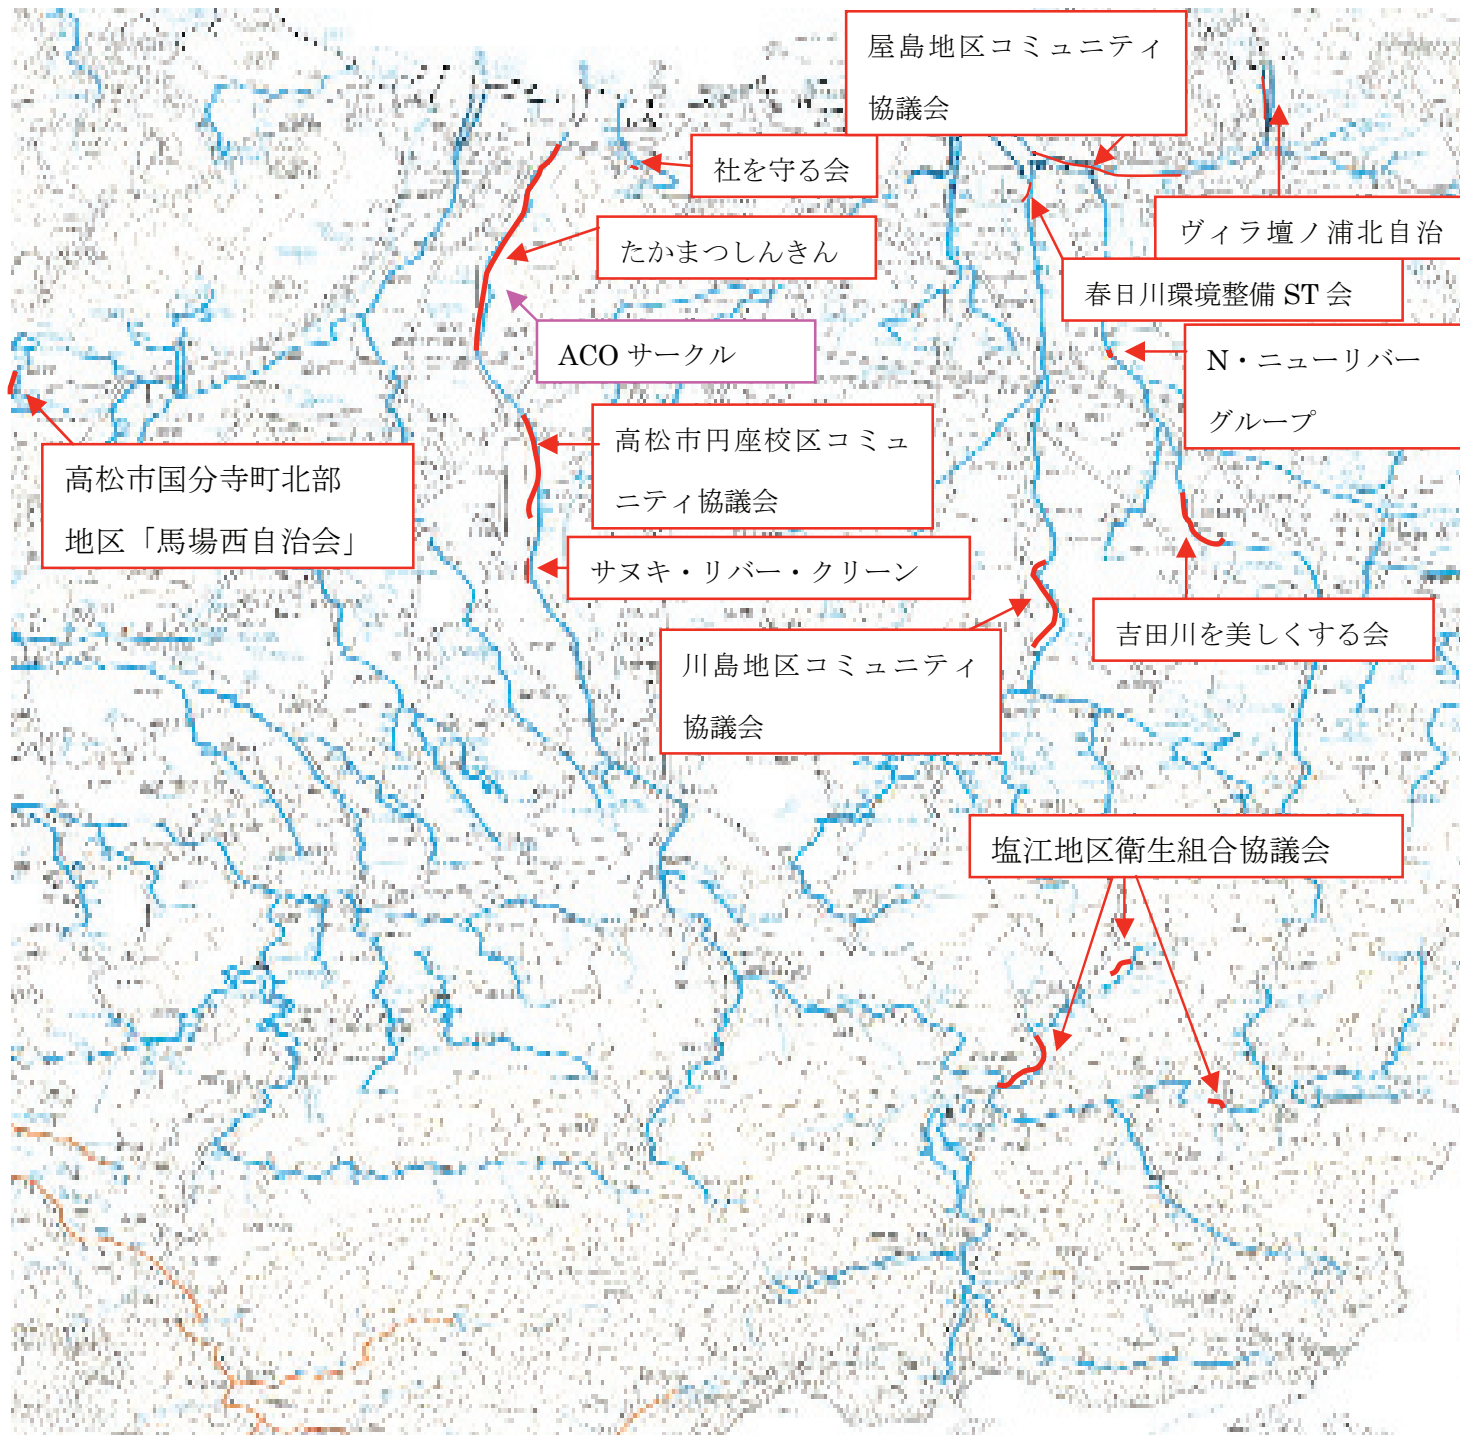 屋島地区コミュニティ
協議会
社を守る会
たかまつしんきん
ヴィラ壇ノ浦北自治
春日川環境整備 ST 会
ACO サークル
N・ニューリバー
グループ
高松市円座校区コミュ
ニティ協議会
高松市国分寺町北部
地区「馬場西自治会」
サヌキ・リバー・クリーン
吉田川を美しくする会
川島地区コミュニティ
協議会
塩江地区衛生組合協議会